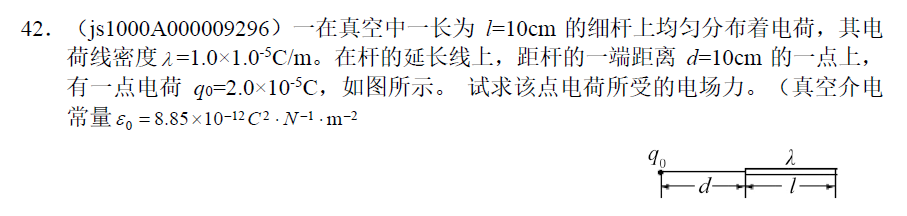 42．（js1000A000009296）一在真空中一长为 l=10cm 的细杆上均匀分布着电荷，其电
荷线密度 λ=1.0×1.0⁻⁵C/m。在杆的延长线上，距杆的一端距离 d=10cm 的一点上，
有一点电荷 q₀=2.0×10⁻⁵C，如图所示。 试求该点电荷所受的电场力。（真空介电
常量 ε₀ = 8.85×10⁻¹² C² · N⁻¹ · m⁻²
q₀ λ
d l